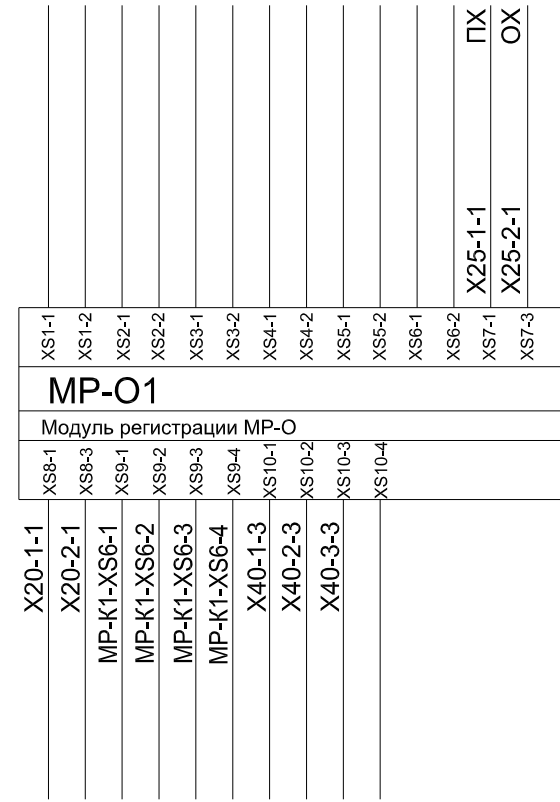 ПХ
ОХ
X25-1-1
X25-2-1
XS1-1
XS1-2
XS2-1
XS2-2
XS3-1
XS3-2
XS4-1
XS4-2
XS5-1
XS5-2
XS6-1
XS6-2
XS7-1
XS7-3
МР-О1
Модуль регистрации МР-О
XS8-1
XS8-3
XS9-1
XS9-2
XS9-3
XS9-4
XS10-1
XS10-2
XS10-3
XS10-4
X20-1-1
X20-2-1
МР-К1-XS6-1
МР-К1-XS6-2
МР-К1-XS6-3
МР-К1-XS6-4
X40-1-3
X40-2-3
X40-3-3